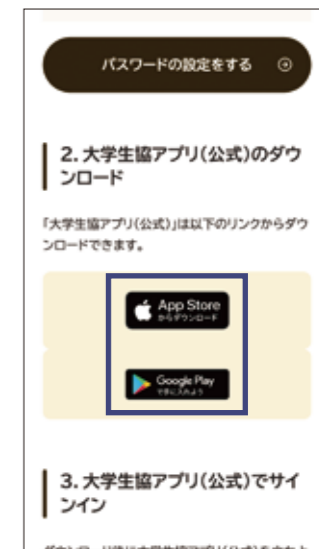 パスワードの設定をする
2. 大学生協アプリ(公式)のダウ
ンロード
「大学生協アプリ(公式)」は以下のリンクからダウ
ンロードできます。
App Store
からダウンロード
Google Play
で手に入れよう
3. 大学生協アプリ(公式)でサイ
ンイン